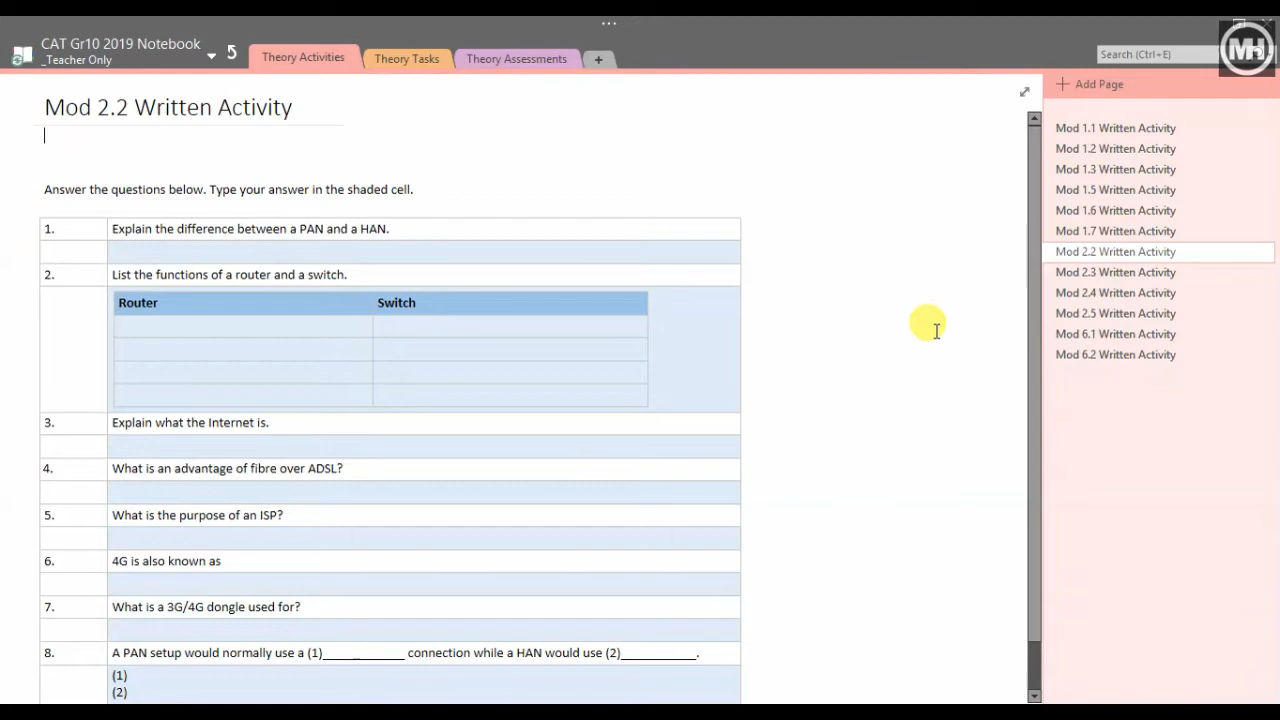 CAT Gr10 2019 Notebook
_Teacher Only
Theory Activities
Theory Tasks
Theory Assessments
+
Search (Ctrl+E)
MJ
Mod 2.2 Written Activity
Answer the questions below. Type your answer in the shaded cell.
1. Explain the difference between a PAN and a HAN.
2. List the functions of a router and a switch.
Router Switch
3. Explain what the Internet is.
4. What is an advantage of fibre over ADSL?
5. What is the purpose of an ISP?
6. 4G is also known as
7. What is a 3G/4G dongle used for?
8. A PAN setup would normally use a (1)____________ connection while a HAN would use (2)___________.
(1)
(2)
Add Page
Mod 1.1 Written Activity
Mod 1.2 Written Activity
Mod 1.3 Written Activity
Mod 1.5 Written Activity
Mod 1.6 Written Activity
Mod 1.7 Written Activity
Mod 2.2 Written Activity
Mod 2.3 Written Activity
Mod 2.4 Written Activity
Mod 2.5 Written Activity
Mod 6.1 Written Activity
Mod 6.2 Written Activity